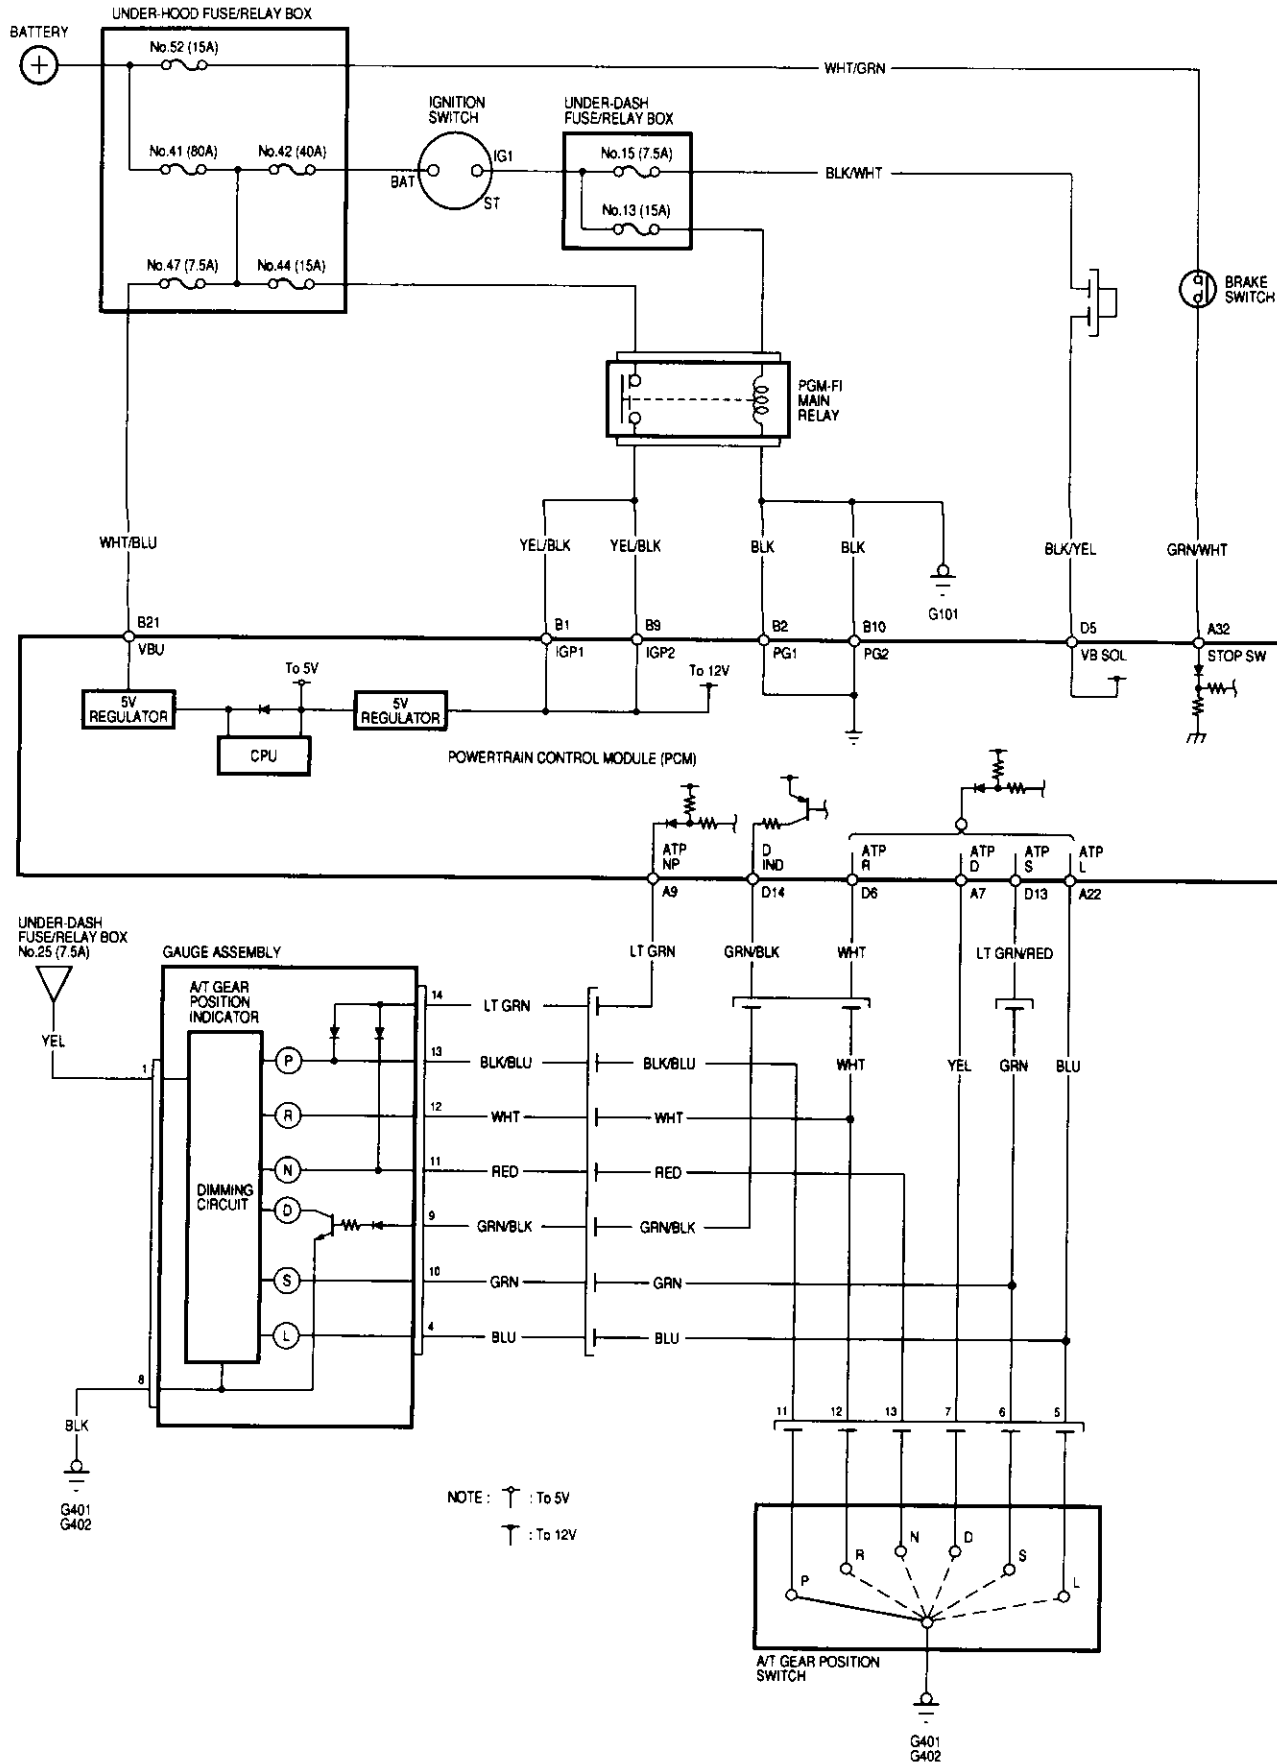 UNDER-HOOD FUSE/RELAY BOX
BATTERY
No.52 (15A)
WHT/GRN
IGNITION
SWITCH
UNDER-DASH
FUSE/RELAY BOX
No.41 (80A)
No.42 (40A)
BAT
IG1
ST
No.15 (7.5A)
BLK/WHT
No.13 (15A)
No.47 (7.5A)
No.44 (15A)
BRAKE
SWITCH
PGM-FI
MAIN
RELAY
WHT/BLU
YEL/BLK
YEL/BLK
BLK
BLK
G101
BLK/YEL
GRN/WHT
B21
VBU
B1
IGP1
B9
IGP2
B2
PG1
B10
PG2
D5
VB SOL
A32
STOP SW
To 5V
To 12V
5V
REGULATOR
5V
REGULATOR
CPU
POWERTRAIN CONTROL MODULE (PCM)
ATP
NP
D
IND
ATP
R
ATP
D
ATP
S
ATP
L
A9
D14
D6
A7
D13
A22
UNDER-DASH
FUSE/RELAY BOX
No.25 (7.5A)
GAUGE ASSEMBLY
LT GRN
GRN/BLK
WHT
LT GRN/RED
A/T GEAR
POSITION
INDICATOR
YEL
14
LT GRN
1
P
13
BLK/BLU
BLK/BLU
WHT
YEL
GRN
BLU
R
12
WHT
WHT
N
11
RED
RED
DIMMING
CIRCUIT
D
9
GRN/BLK
GRN/BLK
S
10
GRN
GRN
L
4
BLU
BLU
8
BLK
G401
G402
11
12
13
7
6
5
NOTE : : To 5V
: To 12V
P
R
N
D
S
L
A/T GEAR POSITION
SWITCH
G401
G402